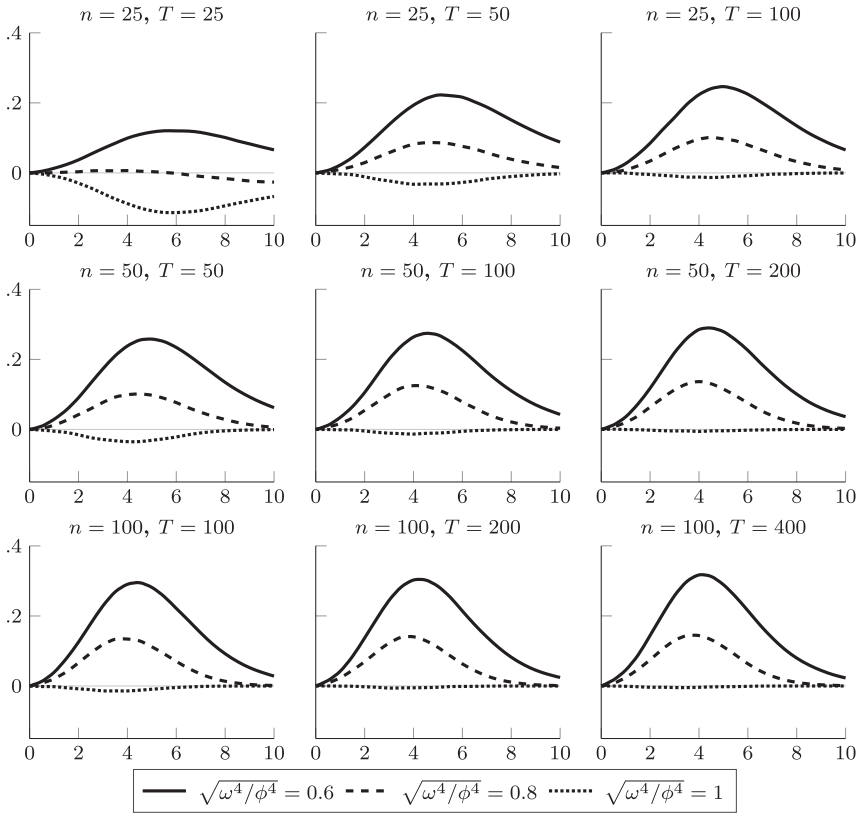 n = 25, T = 25
n = 25, T = 50
n = 25, T = 100
.4
.2
0
0 2 4 6 8 10
0 2 4 6 8 10
0 2 4 6 8 10
n = 50, T = 50
n = 50, T = 100
n = 50, T = 200
.4
.2
0
0 2 4 6 8 10
0 2 4 6 8 10
0 2 4 6 8 10
n = 100, T = 100
n = 100, T = 200
n = 100, T = 400
.4
.2
0
0 2 4 6 8 10
0 2 4 6 8 10
0 2 4 6 8 10
√ω⁴/ϕ⁴ = 0.6 √ω⁴/ϕ⁴ = 0.8 √ω⁴/ϕ⁴ = 1